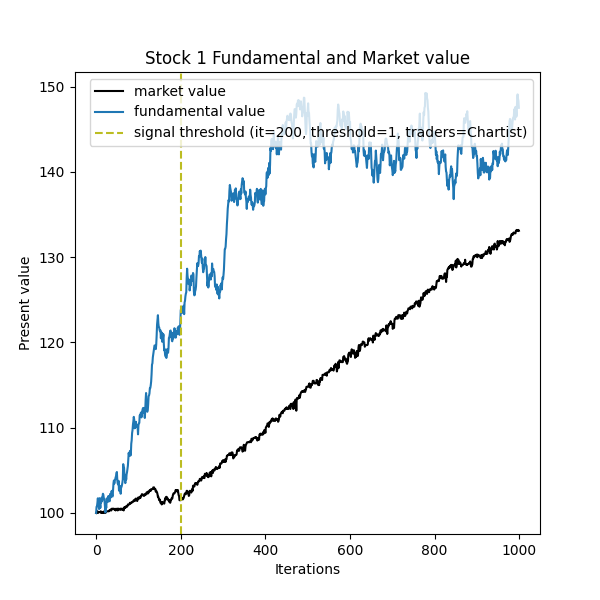 Stock 1 Fundamental and Market value
market value
fundamental value
signal threshold (it=200, threshold=1, traders=Chartist)
150
140
130
120
110
100
Present value
0 200 400 600 800 1000
Iterations